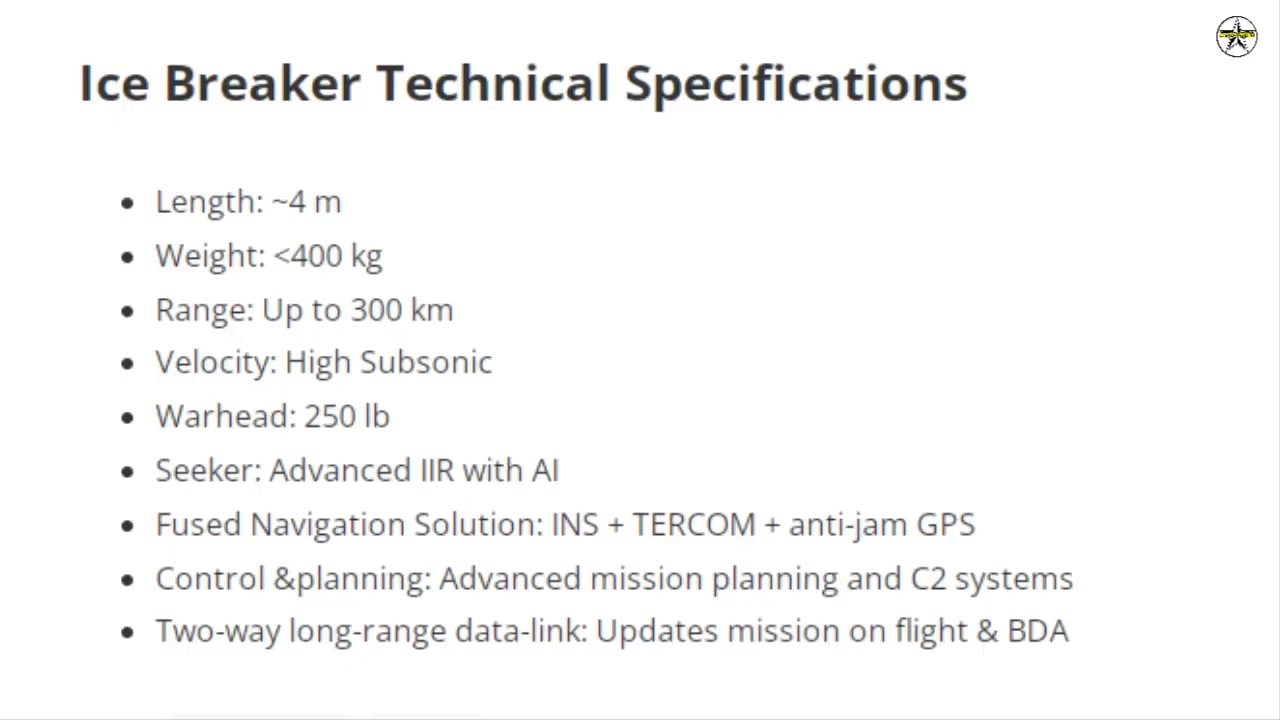 Ice Breaker Technical Specifications
Length: ~4 m
Weight: <400 kg
Range: Up to 300 km
Velocity: High Subsonic
Warhead: 250 lb
Seeker: Advanced IIR with AI
Fused Navigation Solution: INS + TERCOM + anti-jam GPS
Control &planning: Advanced mission planning and C2 systems
Two-way long-range data-link: Updates mission on flight & BDA